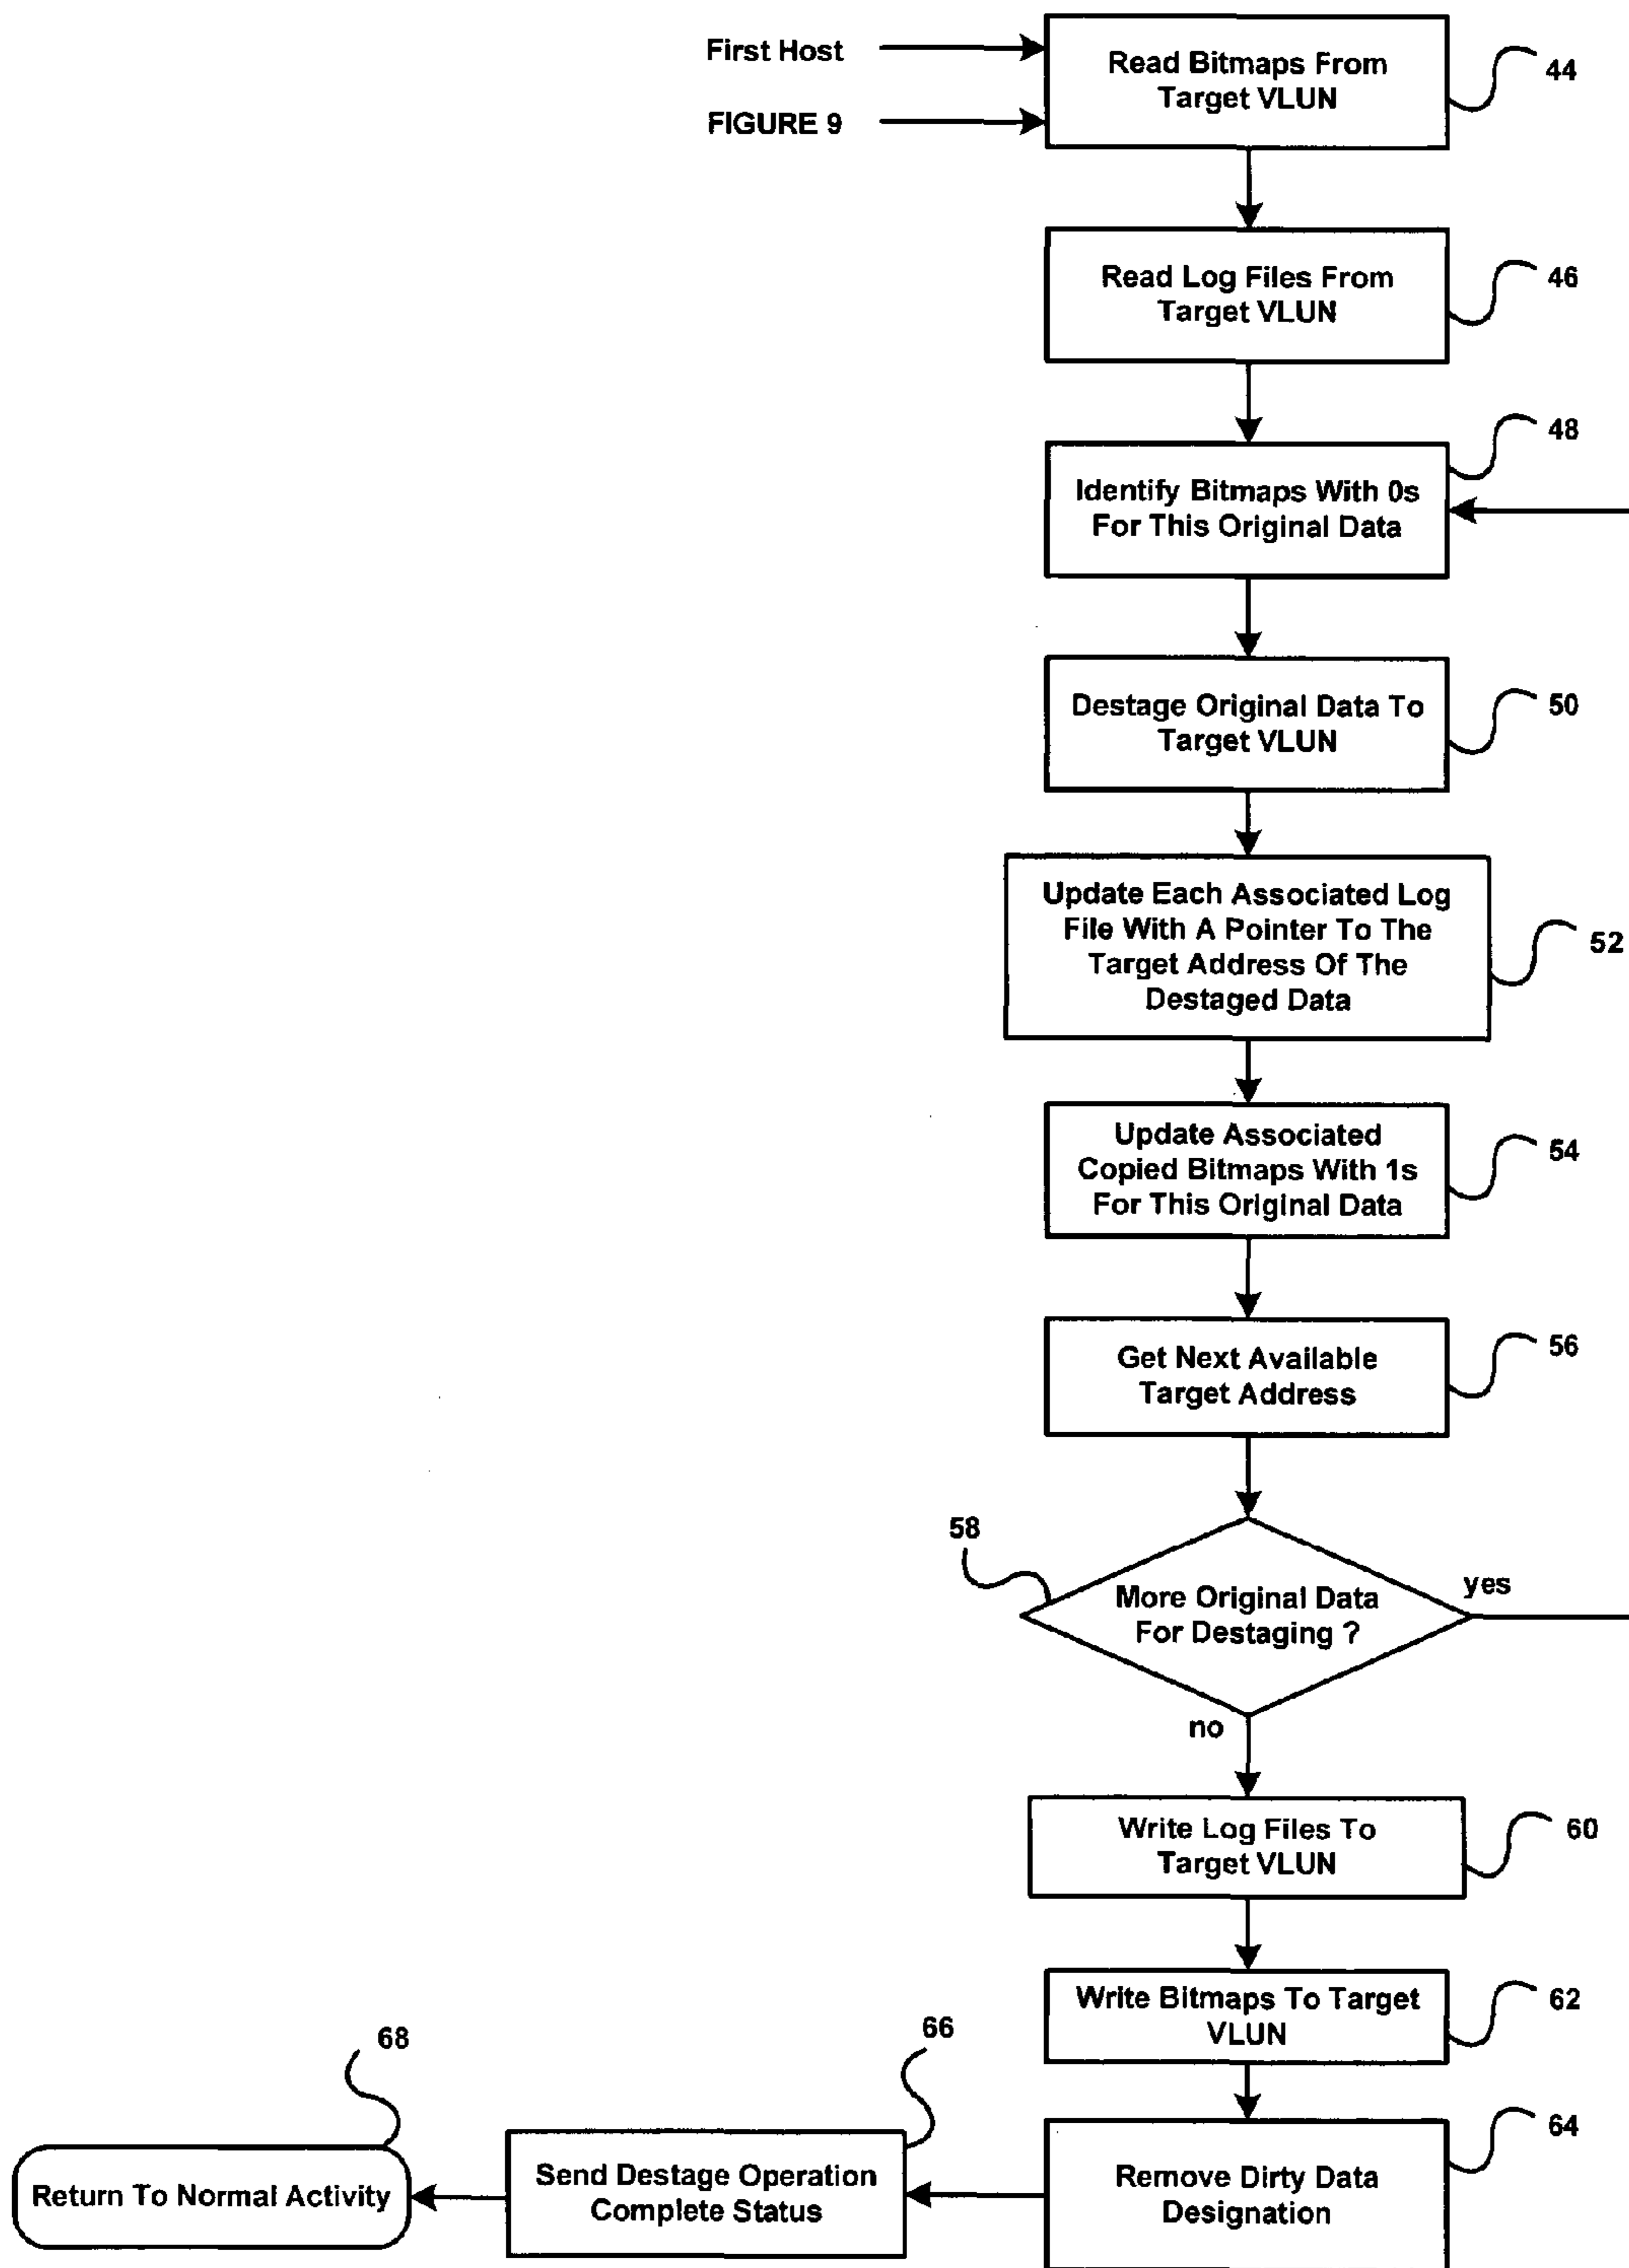 First Host
FIGURE 9
Read Bitmaps From
Target VLUN
44
Read Log Files From
Target VLUN
46
48
Identify Bitmaps With 0s
For This Original Data
Destage Original Data To
Target VLUN
50
Update Each Associated Log
File With A Pointer To The
Target Address Of The
Destaged Data
52
Update Associated
Copied Bitmaps With 1s
For This Original Data
54
Get Next Available
Target Address
56
58
More Original Data
For Destaging ?
yes
no
Write Log Files To
Target VLUN
60
Write Bitmaps To Target
VLUN
62
64
Remove Dirty Data
Designation
66
Send Destage Operation
Complete Status
68
Return To Normal Activity